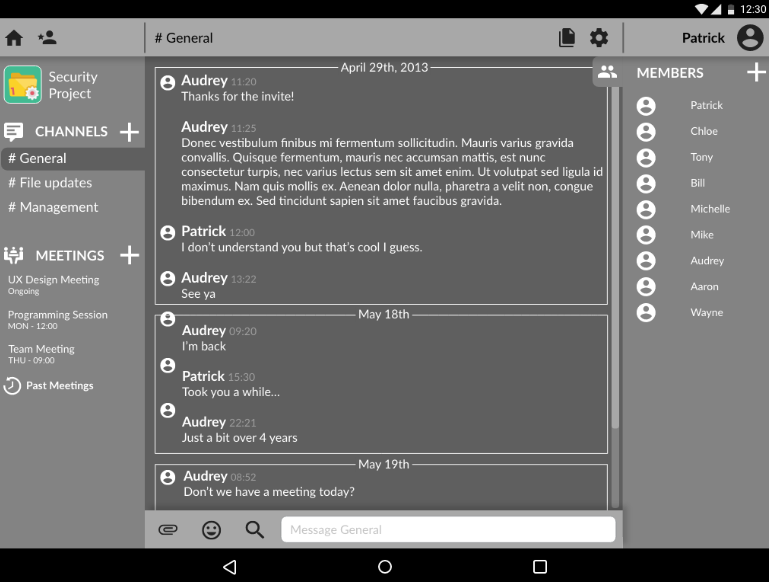 12:30
# General
Patrick
Security
Project
CHANNELS
# General
# File updates
# Management
MEETINGS
UX Design Meeting
Ongoing
Programming Session
MON - 12:00
Team Meeting
THU - 09:00
Past Meetings
April 29th, 2013
Audrey 11:20
Thanks for the invite!
Audrey 11:25
Donec vestibulum finibus mi fermentum sollicitudin. Mauris varius gravida
convallis. Quisque fermentum, mauris nec accumsan mattis, est nunc
consectetur turpis, nec varius lectus sem sit amet enim. Ut volutpat sed ligula id
maximus. Nam quis mollis ex. Aenean dolor nulla, pharetra a velit non, congue
bibendum ex. Sed tincidunt sapien sit amet faucibus gravida.
Patrick 12:00
I don't understand you but that's cool I guess.
Audrey 13:22
See ya
May 18th
Audrey 09:20
I'm back
Patrick 15:30
Took you a while...
Audrey 22:21
Just a bit over 4 years
May 19th
Audrey 08:52
Don't we have a meeting today?
Message General
MEMBERS
Patrick
Chloe
Tony
Bill
Michelle
Mike
Audrey
Aaron
Wayne